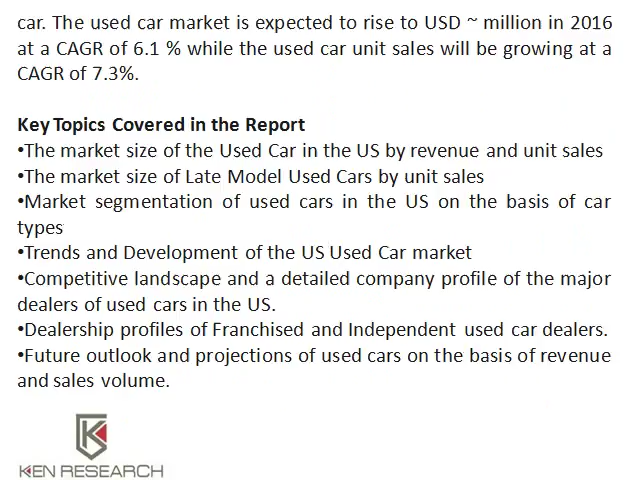 car. The used car market is expected to rise to USD ~ million in 2016
at a CAGR of 6.1 % while the used car unit sales will be growing at a
CAGR of 7.3%.
Key Topics Covered in the Report
•The market size of the Used Car in the US by revenue and unit sales
•The market size of Late Model Used Cars by unit sales
•Market segmentation of used cars in the US on the basis of car
types
•Trends and Development of the US Used Car market
•Competitive landscape and a detailed company profile of the major
dealers of used cars in the US.
•Dealership profiles of Franchised and Independent used car dealers.
•Future outlook and projections of used cars on the basis of revenue
and sales volume.
KEN RESEARCH